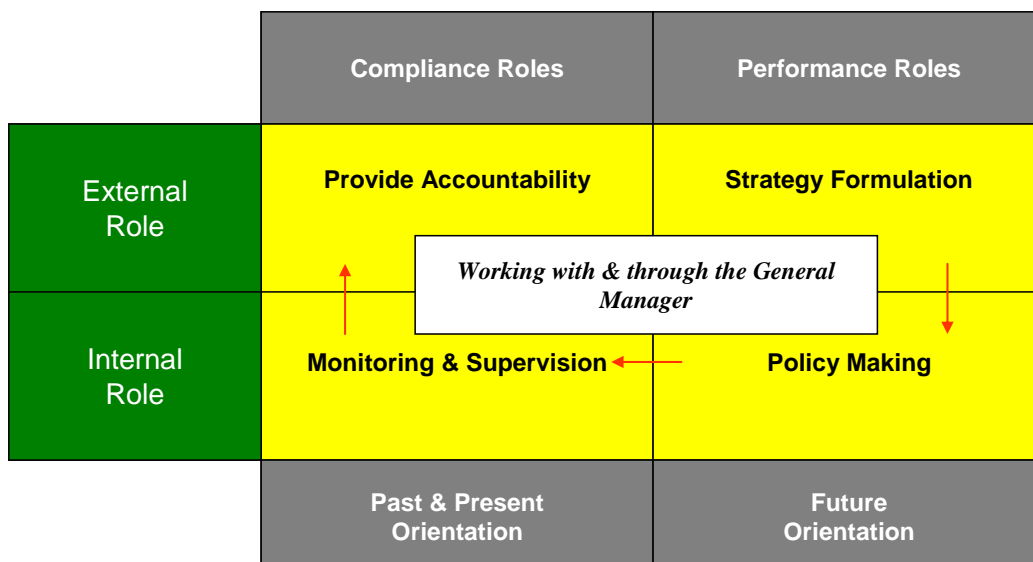 Compliance Roles
Performance Roles
External
Role
Provide Accountability
Strategy Formulation
Working with & through the General
Manager
Internal
Role
Monitoring & Supervision
Policy Making
Past & Present
Orientation
Future
Orientation